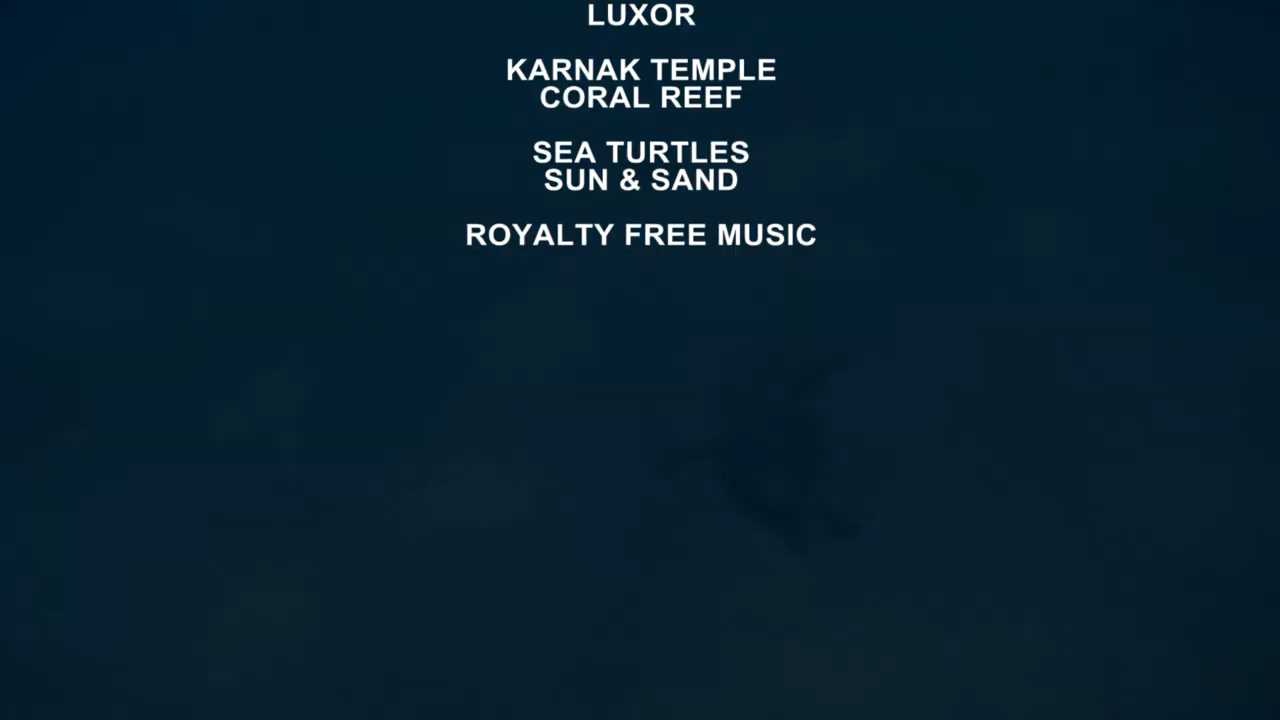 LUXOR
KARNAK TEMPLE
CORAL REEF
SEA TURTLES
SUN & SAND
ROYALTY FREE MUSIC